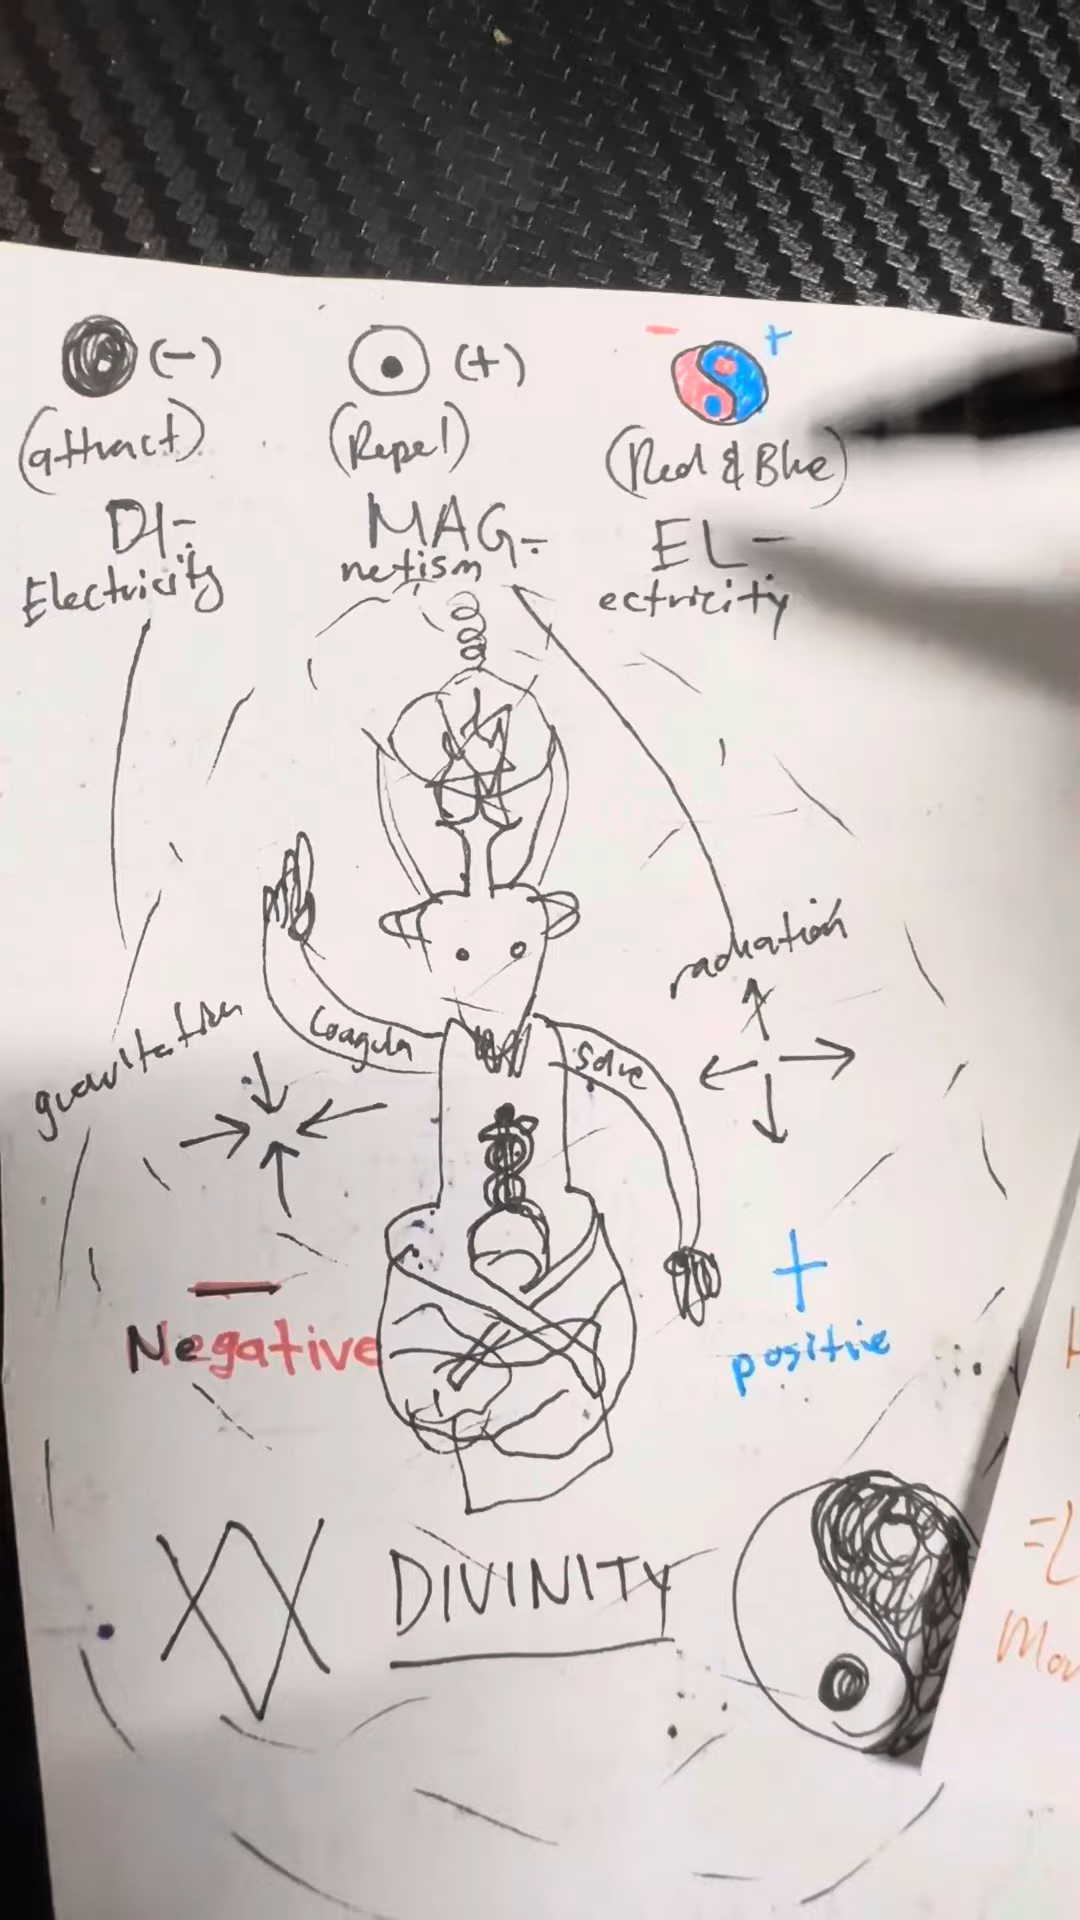 (-)
(+)
- +
(attract)
(Repel)
(Red & Blue)
DI-
Electricity
MAG-
netism
EL-
ectricity
radiation
gravitation
Coagula
Solve
-
Negative
+
positive
DIVINITY